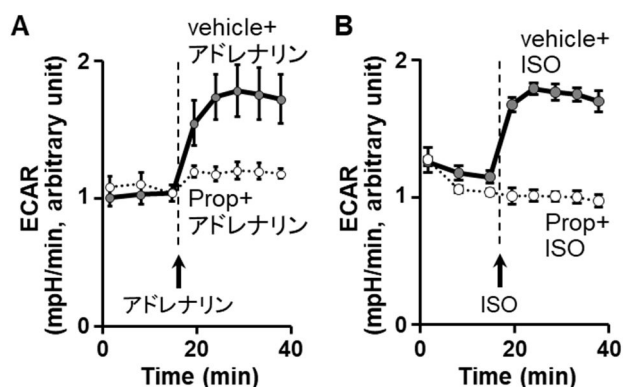 A
vehicle+
アドレナリン
Prop+
アドレナリン
アドレナリン
ECAR
(mpH/min, arbitrary unit)
2
1
0
0
20
40
Time (min)
B
vehicle+
ISO
Prop+
ISO
ISO
ECAR
(mpH/min, arbitrary unit)
2
1
0
0
20
40
Time (min)